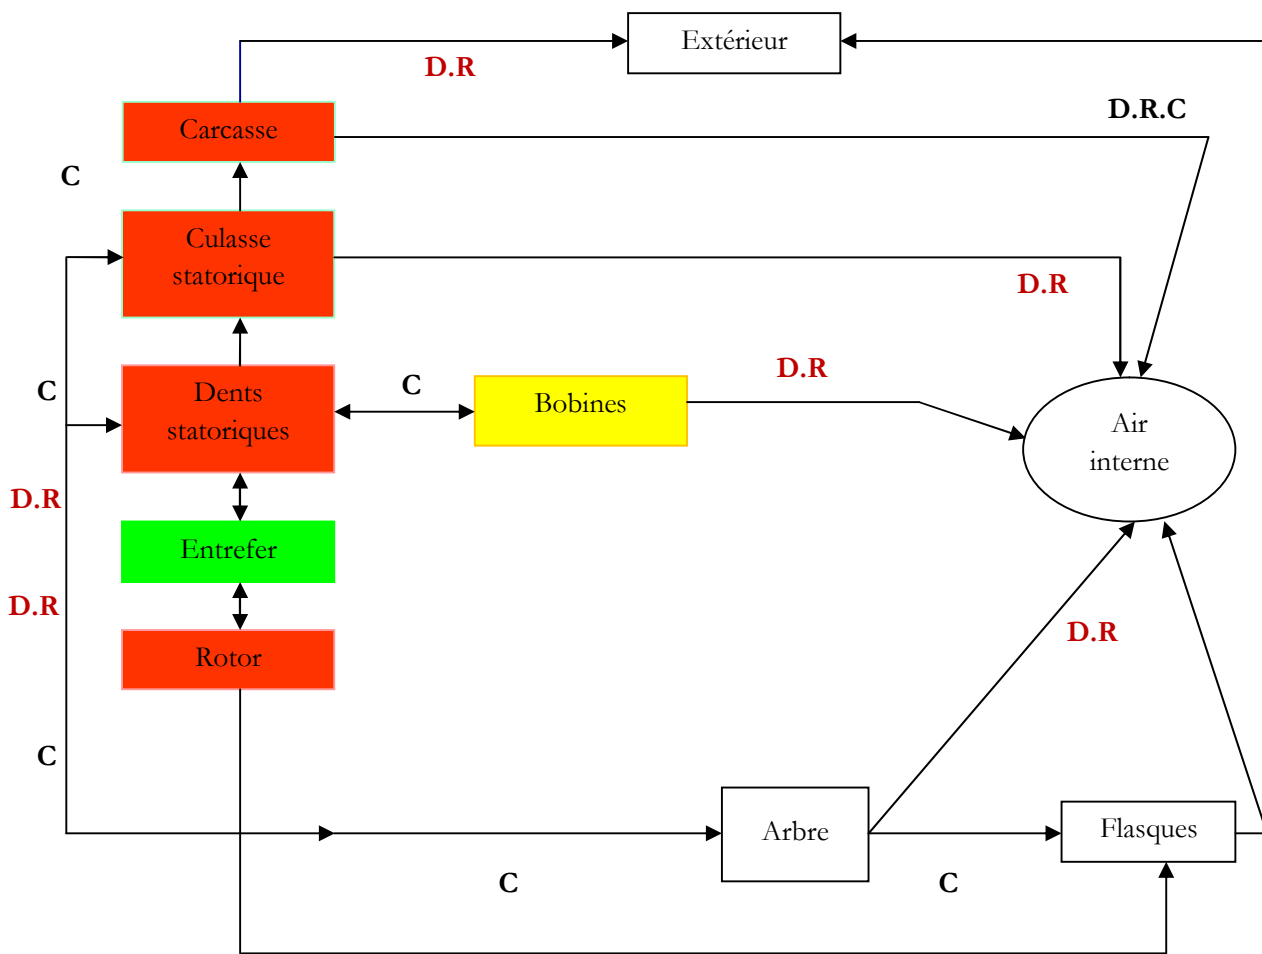 Extérieur
D.R
D.R.C
Carcasse
C
Culasse
statorique
D.R
D.R
C
C
Dents
statoriques
Bobines
Air
interne
D.R
Entrefer
D.R
D.R
Rotor
C
Arbre
Flasques
C
C